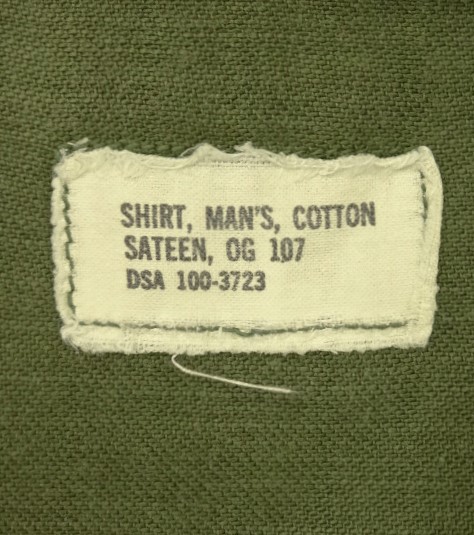 SHIRT, MAN'S, COTTON
SATEEN, OG 107
DSA 100-3723